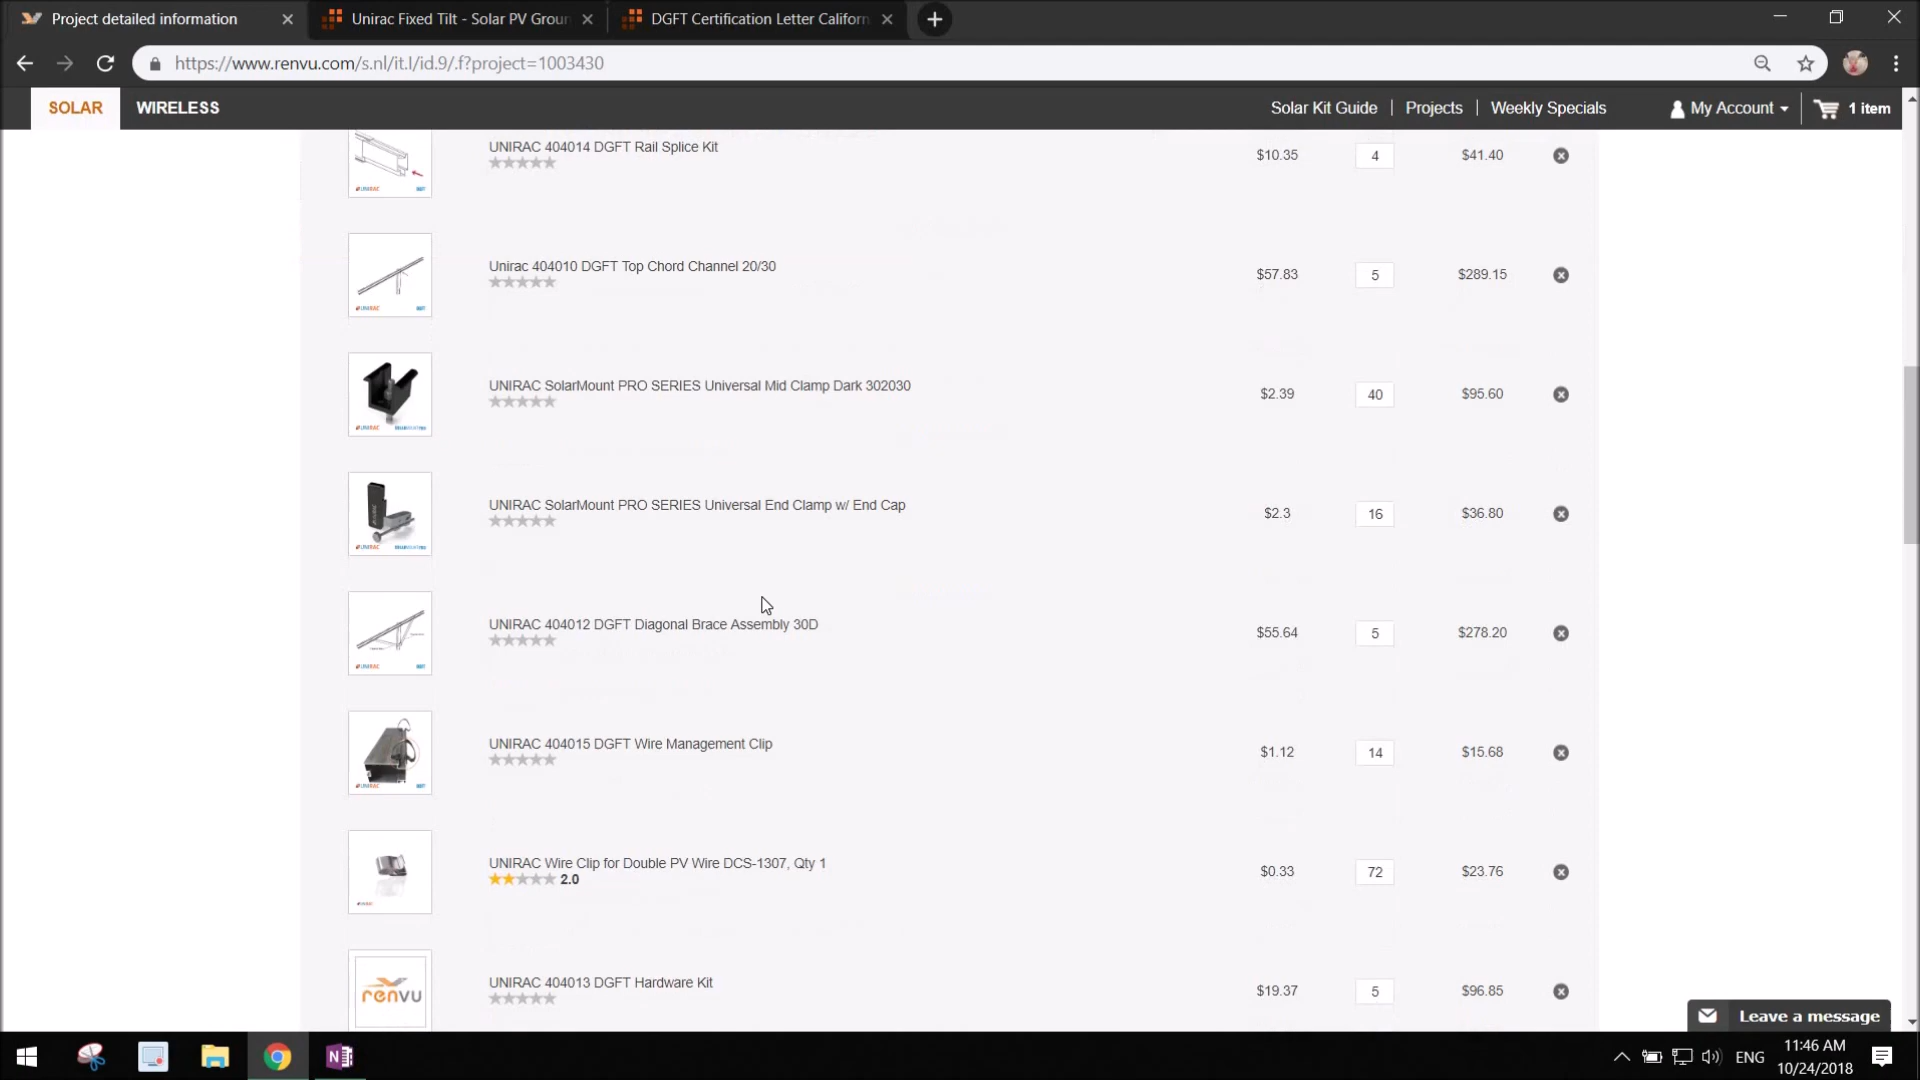 Project detailed information
Unirac Fixed Tilt - Solar PV Groun
DGFT Certification Letter Californ
https://www.renvu.com/s.nl/it.I/id.9/.f?project=1003430
SOLAR WIRELESS Solar Kit Guide | Projects | Weekly Specials My Account 1 item
UNIRAC 404014 DGFT Rail Splice Kit
$10.35 4 $41.40
Unirac 404010 DGFT Top Chord Channel 20/30
$57.83 5 $289.15
UNIRAC SolarMount PRO SERIES Universal Mid Clamp Dark 302030
$2.39 40 $95.60
UNIRAC SolarMount PRO SERIES Universal End Clamp w/ End Cap
$2.3 16 $36.80
UNIRAC 404012 DGFT Diagonal Brace Assembly 30D
$55.64 5 $278.20
UNIRAC 404015 DGFT Wire Management Clip
$1.12 14 $15.68
UNIRAC Wire Clip for Double PV Wire DCS-1307, Qty 1
2.0
$0.33 72 $23.76
renvu
UNIRAC 404013 DGFT Hardware Kit
$19.37 5 $96.85
Leave a message
ENG
11:46 AM
10/24/2018